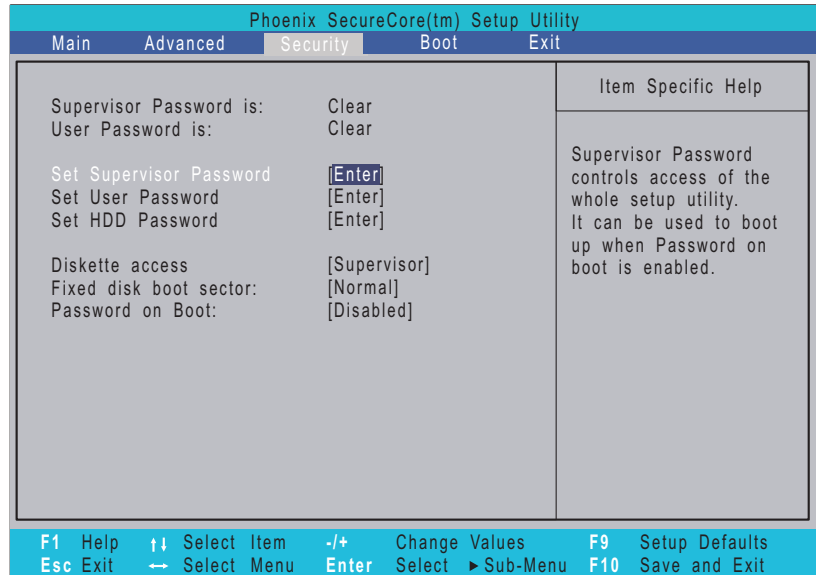 Phoenix SecureCore(tm) Setup Utility
Main Advanced Security Boot Exit
Item Specific Help
Supervisor Password is: Clear
User Password is: Clear
Set Supervisor Password [Enter]
Set User Password [Enter]
Set HDD Password [Enter]
Diskette access [Supervisor]
Fixed disk boot sector: [Normal]
Password on Boot: [Disabled]
Supervisor Password
controls access of the
whole setup utility.
It can be used to boot
up when Password on
boot is enabled.
F1 Help ↑↓ Select Item -/+ Change Values F9 Setup Defaults
Esc Exit ↔ Select Menu Enter Select ►Sub-Menu F10 Save and Exit